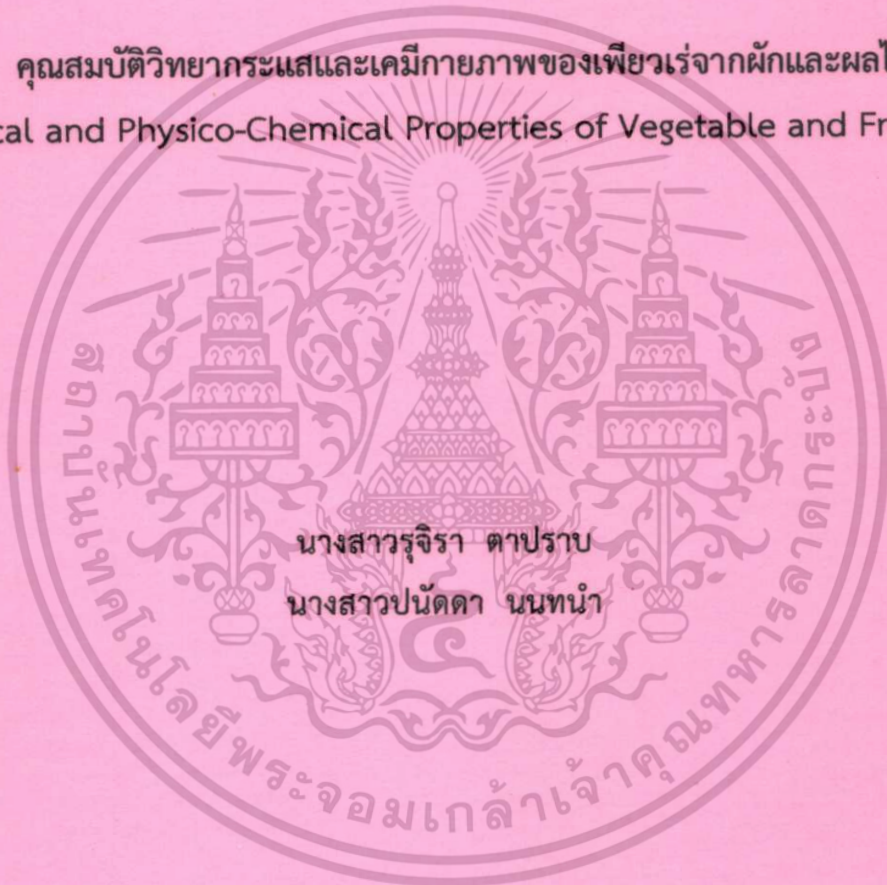 คุณสมบัติวิทยากระแสและเคมีกายภาพของเพียวเร่จากผักและผล
cal and Physico-Chemical Properties of Vegetable and Fr
นางสาวรุจิรา ตาปราบ
นางสาวปนัดดา นนทนำ
สถาบันเทคโนโลยีพระจอมเกล้าเจ้าคุณทหารลาดกระบัง